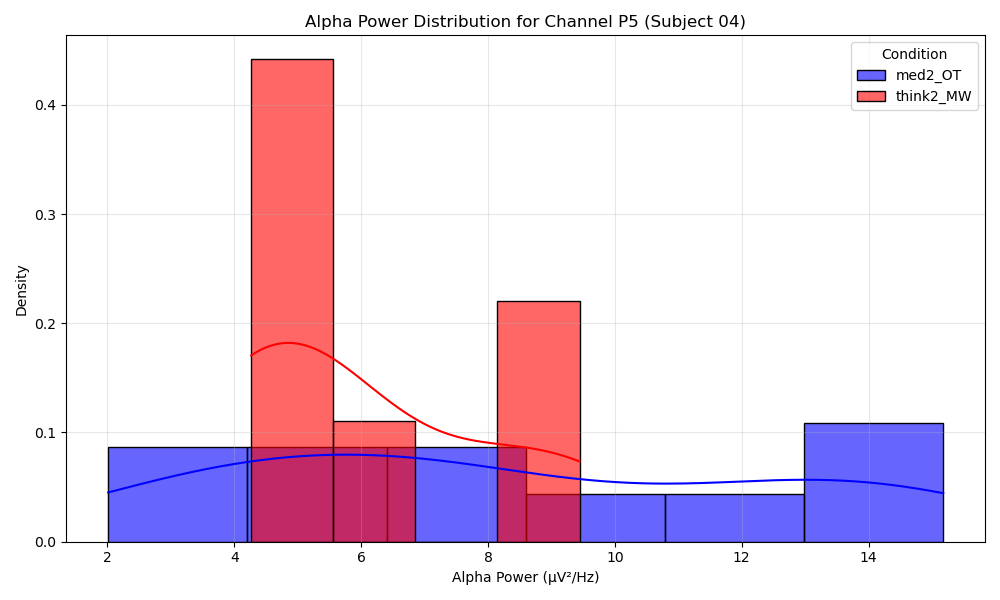 Alpha Power Distribution for Channel P5 (Subject 04)
Condition
med2_OT
think2_MW
Density
0.4
0.3
0.2
0.1
0.0
2 4 6 8 10 12 14
Alpha Power (μV²/Hz)